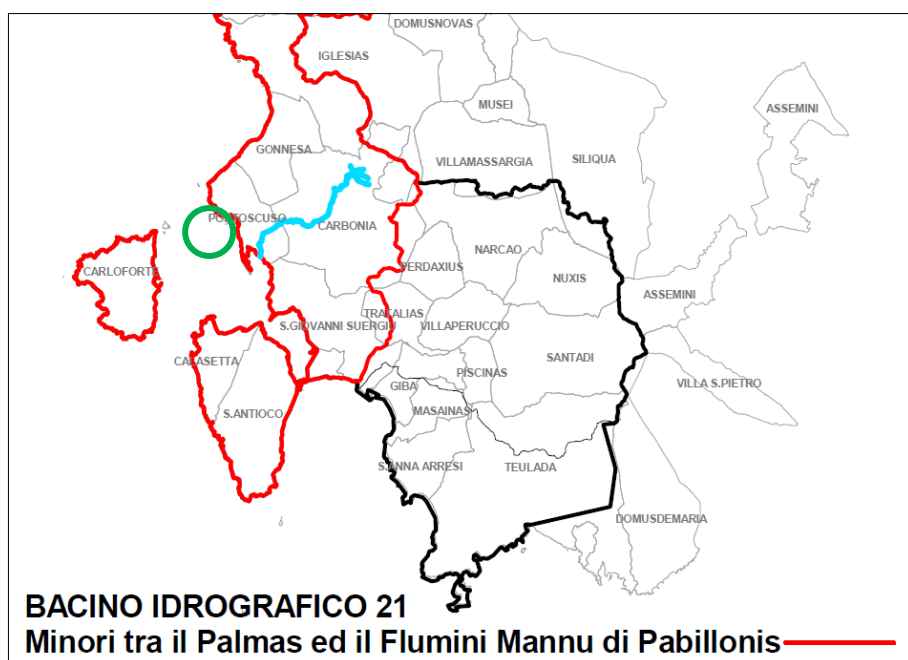 DOMUSNOVAS
IGLESIAS
MUSEI
ASSEMINI
GONNESA
VILLAMASSARGIA
SILIQUA
PORTOSCUSO
CARBONIA
NARCAO
CARLOFORTE
PERDAXIUS
NUXIS
ASSEMINI
TRATALIAS
S.GIOVANNI SUERGIU
VILLAPERUCCIO
SANTADI
CALASETTA
PISCINAS
VILLA S.PIETRO
GIBA
S.ANTIOCO
MASAINAS
S.ANNA ARRESI
TEULADA
DOMUSDEMARIA
BACINO IDROGRAFICO 21
Minori tra il Palmas ed il Flumini Mannu di Pabillonis